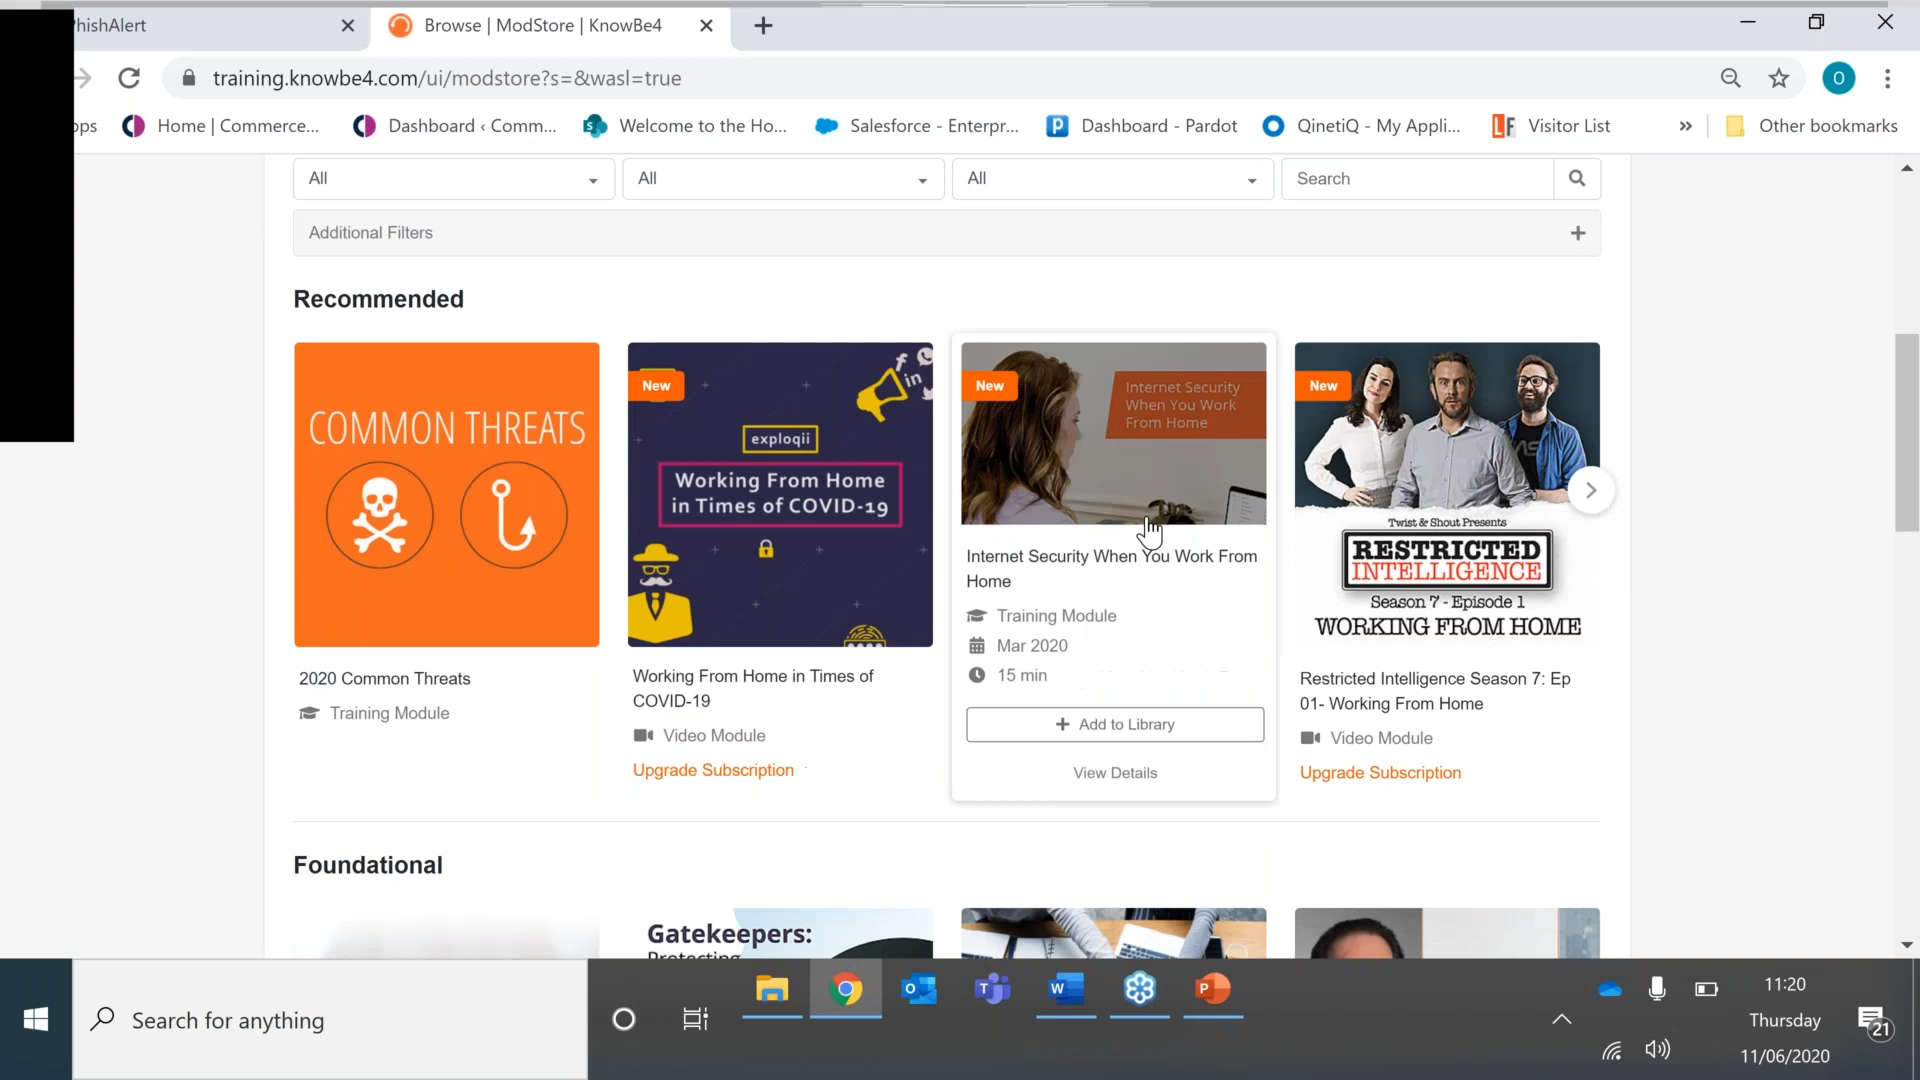 hishAlert
Browse | ModStore | KnowBe4
training.knowbe4.com/ui/modstore?s=&wasl=true
Home | Commerce...
Dashboard ‹ Comm...
Welcome to the Ho...
Salesforce - Enterpr...
Dashboard - Pardot
QinetiQ - My Appli...
Visitor List
Other bookmarks
O
All
All
All
Search
Additional Filters
Recommended
COMMON THREATS
2020 Common Threats
Training Module
New
exploqii
Working From Home
in Times of COVID-19
Working From Home in Times of
COVID-19
Video Module
Upgrade Subscription
New
Internet Security
When You Work
From Home
Internet Security When You Work From
Home
Training Module
Mar 2020
15 min
Add to Library
View Details
New
Twist & Shout Presents
RESTRICTED
INTELLIGENCE
Season 7 - Episode 1
WORKING FROM HOME
Restricted Intelligence Season 7: Ep
01- Working From Home
Video Module
Upgrade Subscription
Foundational
Gatekeepers:
Protecting
Search for anything
11:20
Thursday
11/06/2020
21